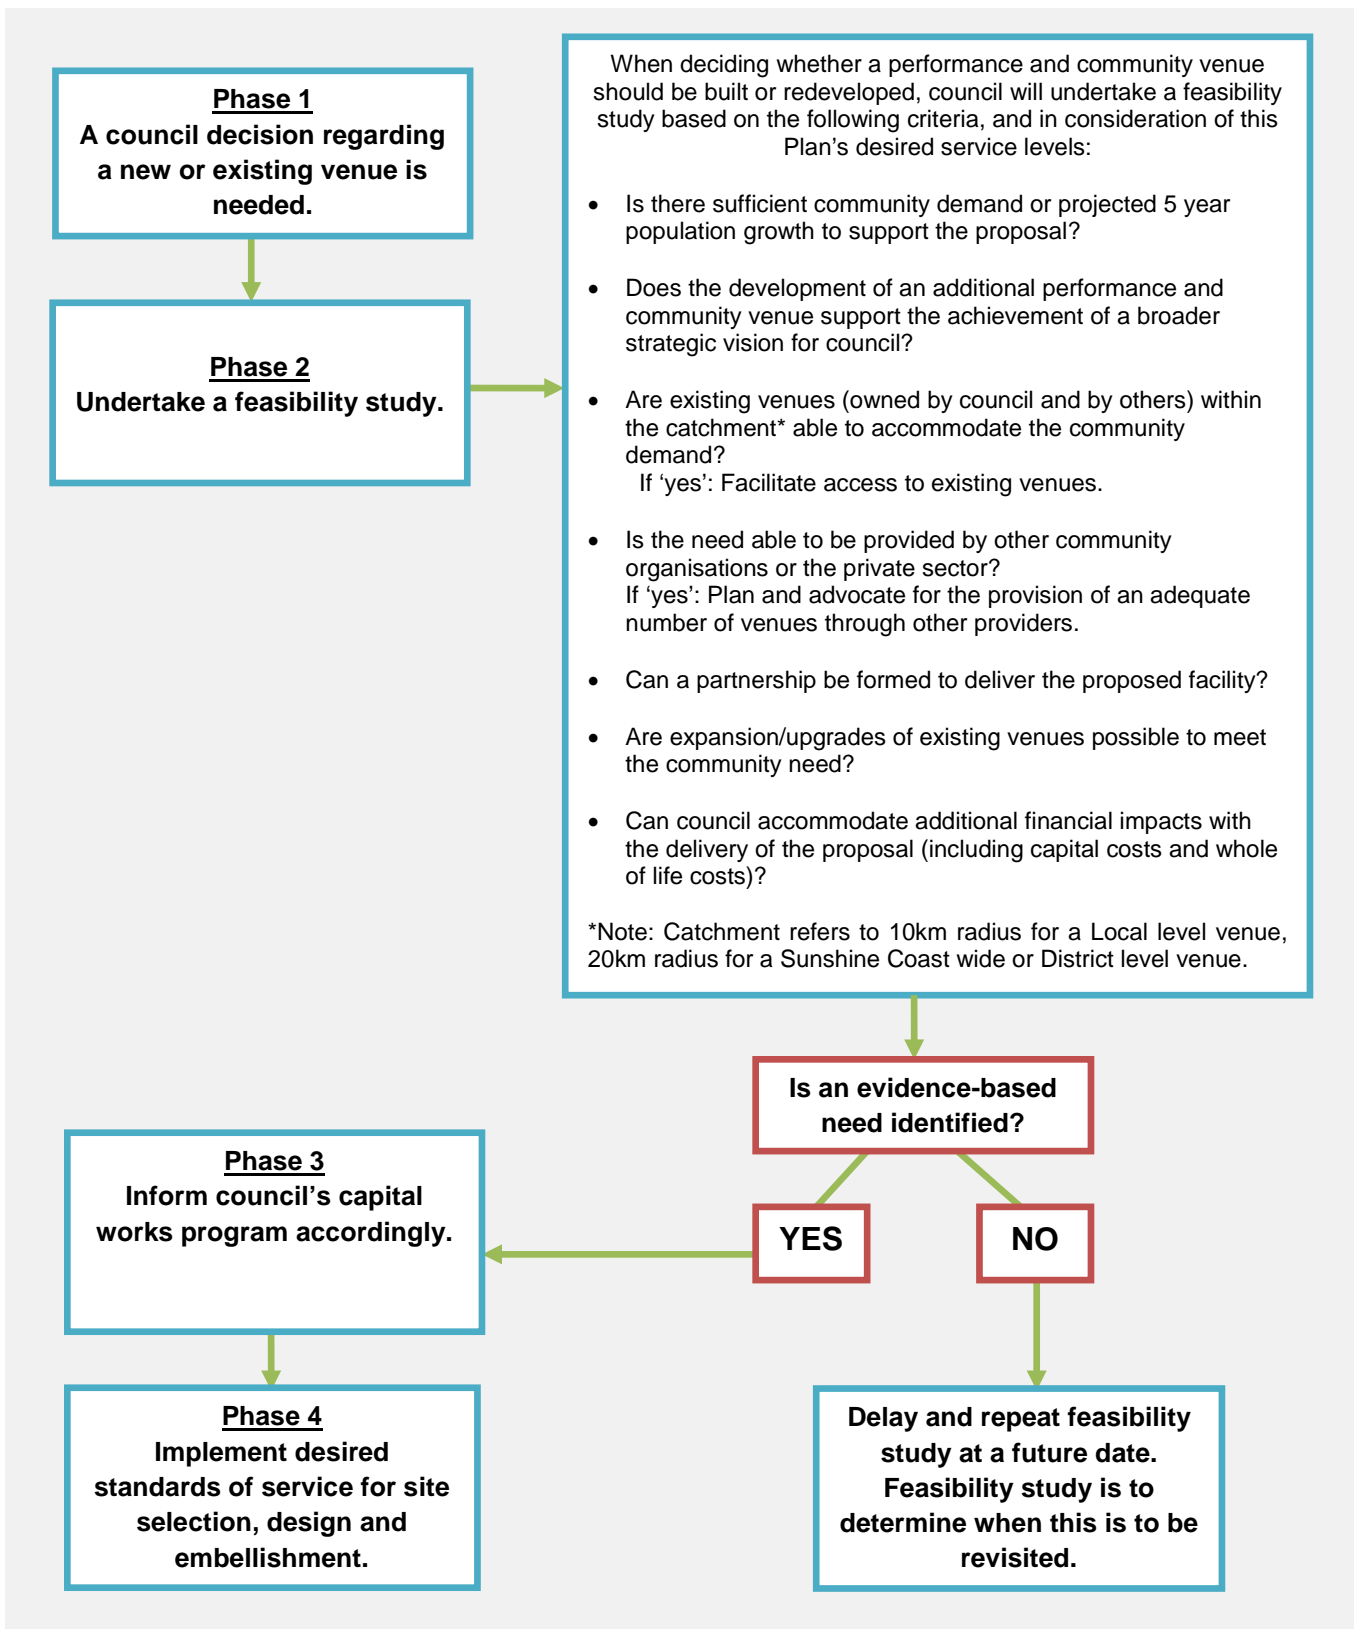 Phase 1
A council decision regarding
a new or existing venue is
needed.
Phase 2
Undertake a feasibility study.
When deciding whether a performance and community venue
should be built or redeveloped, council will undertake a feasibility
study based on the following criteria, and in consideration of this
Plan’s desired service levels:
• Is there sufficient community demand or projected 5 year
population growth to support the proposal?
• Does the development of an additional performance and
community venue support the achievement of a broader
strategic vision for council?
• Are existing venues (owned by council and by others) within
the catchment* able to accommodate the community
demand?
If ‘yes’: Facilitate access to existing venues.
• Is the need able to be provided by other community
organisations or the private sector?
If ‘yes’: Plan and advocate for the provision of an adequate
number of venues through other providers.
• Can a partnership be formed to deliver the proposed facility?
• Are expansion/upgrades of existing venues possible to meet
the community need?
• Can council accommodate additional financial impacts with
the delivery of the proposal (including capital costs and whole
of life costs)?
*Note: Catchment refers to 10km radius for a Local level venue,
20km radius for a Sunshine Coast wide or District level venue.
Is an evidence-based
need identified?
YES
NO
Phase 3
Inform council’s capital
works program accordingly.
Phase 4
Implement desired
standards of service for site
selection, design and
embellishment.
Delay and repeat feasibility
study at a future date.
Feasibility study is to
determine when this is to be
revisited.